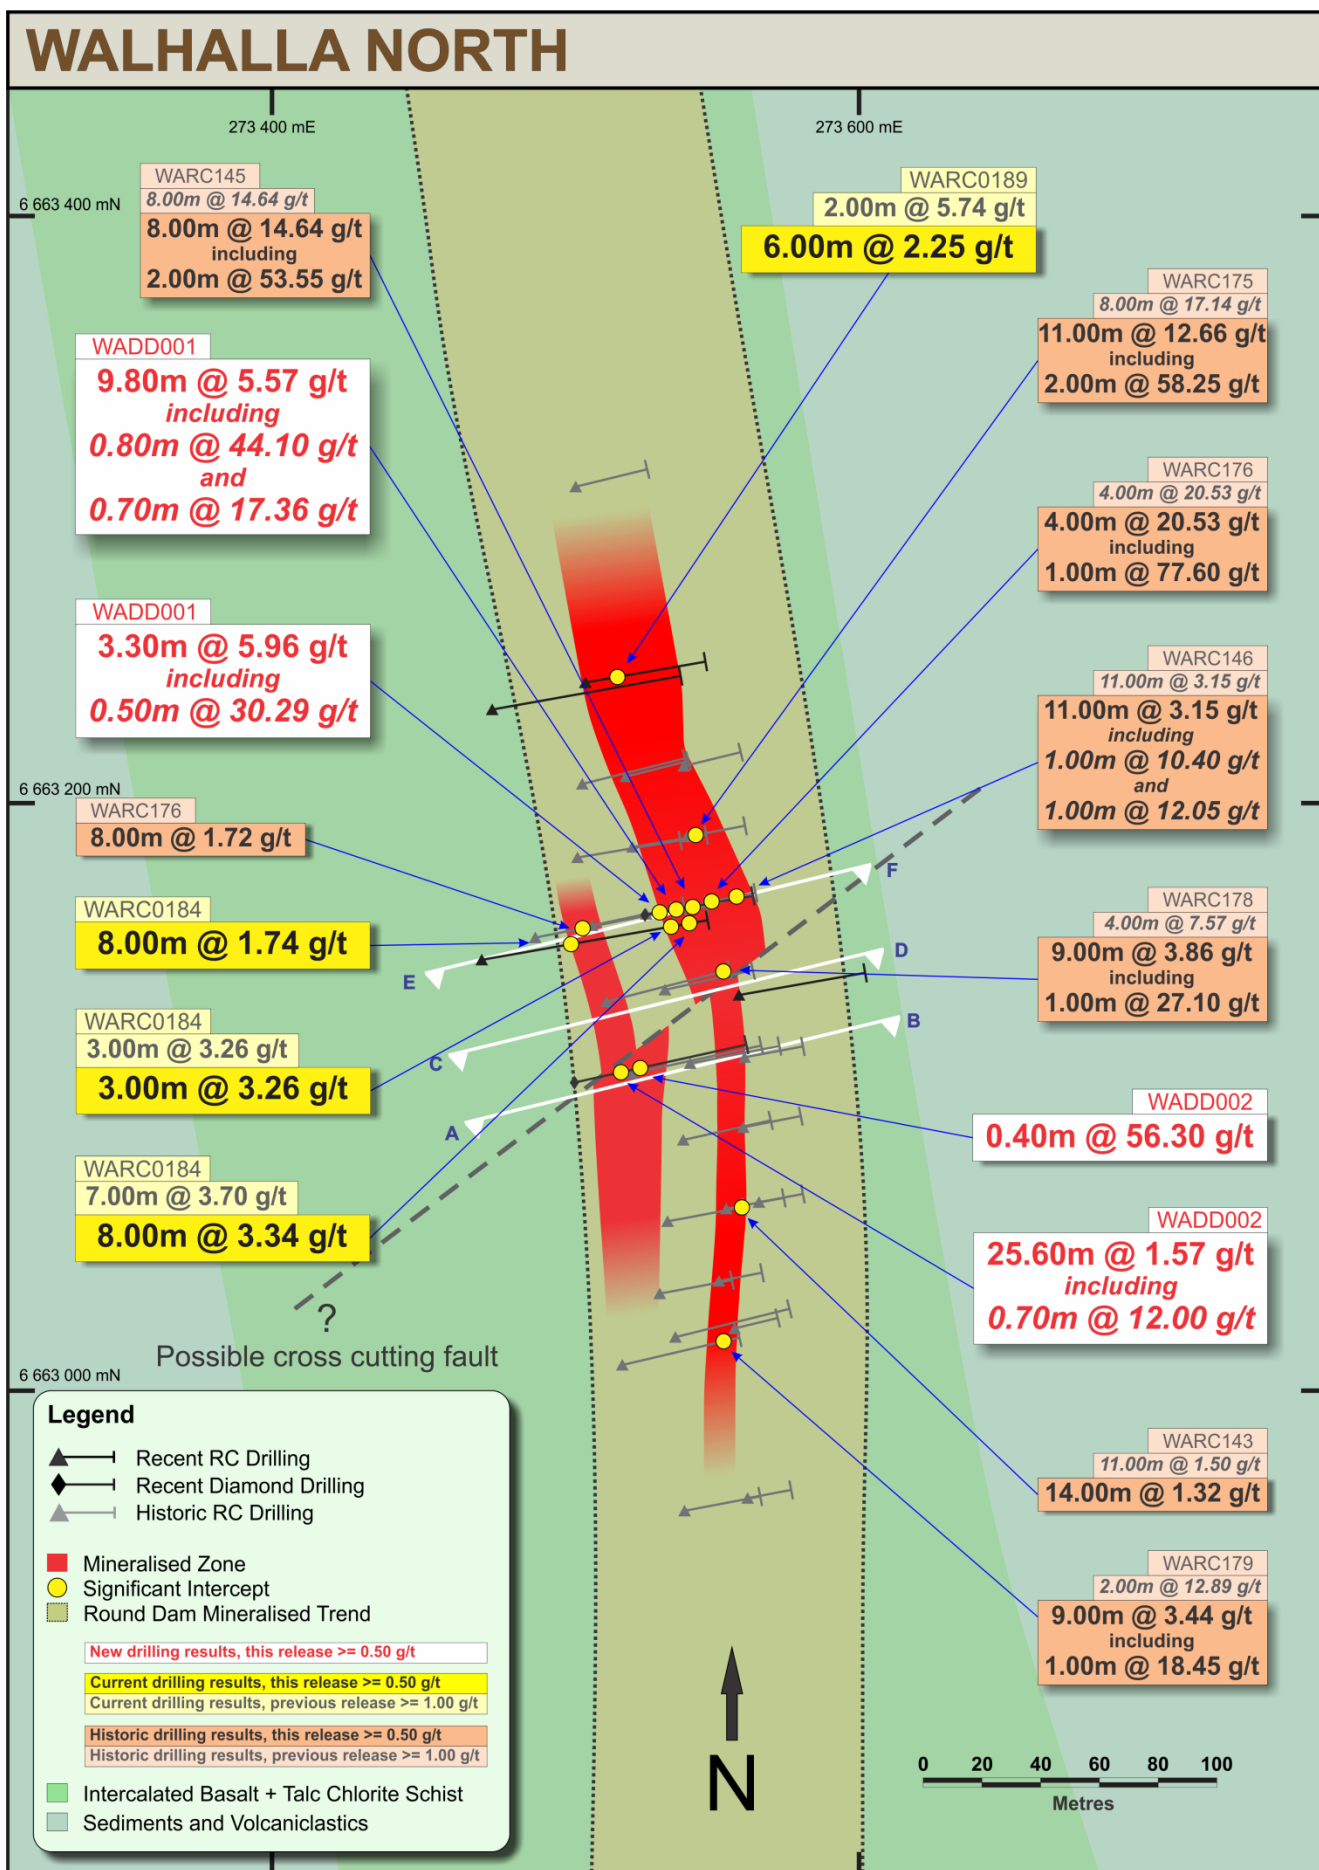 WALHALLA NORTH
273 400 mE
273 600 mE
6 663 400 mN
6 663 200 mN
6 663 000 mN
WARC145
8.00m @ 14.64 g/t
8.00m @ 14.64 g/t
including
2.00m @ 53.55 g/t
WADD001
9.80m @ 5.57 g/t
including
0.80m @ 44.10 g/t
and
0.70m @ 17.36 g/t
WADD001
3.30m @ 5.96 g/t
including
0.50m @ 30.29 g/t
WARC176
8.00m @ 1.72 g/t
WARC0184
8.00m @ 1.74 g/t
WARC0184
3.00m @ 3.26 g/t
3.00m @ 3.26 g/t
WARC0184
7.00m @ 3.70 g/t
8.00m @ 3.34 g/t
WARC0189
2.00m @ 5.74 g/t
6.00m @ 2.25 g/t
WARC175
8.00m @ 17.14 g/t
11.00m @ 12.66 g/t
including
2.00m @ 58.25 g/t
WARC176
4.00m @ 20.53 g/t
4.00m @ 20.53 g/t
including
1.00m @ 77.60 g/t
WARC146
11.00m @ 3.15 g/t
11.00m @ 3.15 g/t
including
1.00m @ 10.40 g/t
and
1.00m @ 12.05 g/t
WARC178
4.00m @ 7.57 g/t
9.00m @ 3.86 g/t
including
1.00m @ 27.10 g/t
WADD002
0.40m @ 56.30 g/t
WADD002
25.60m @ 1.57 g/t
including
0.70m @ 12.00 g/t
WARC143
11.00m @ 1.50 g/t
14.00m @ 1.32 g/t
WARC179
2.00m @ 12.89 g/t
9.00m @ 3.44 g/t
including
1.00m @ 18.45 g/t
F
E
D
C
B
A
?
Possible cross cutting fault
Legend
Recent RC Drilling
Recent Diamond Drilling
Historic RC Drilling
Mineralised Zone
Significant Intercept
Round Dam Mineralised Trend
New drilling results, this release >= 0.50 g/t
Current drilling results, this release >= 0.50 g/t
Current drilling results, previous release >= 1.00 g/t
Historic drilling results, this release >= 0.50 g/t
Historic drilling results, previous release >= 1.00 g/t
Intercalated Basalt + Talc Chlorite Schist
Sediments and Volcaniclastics
N
0 20 40 60 80 100
Metres